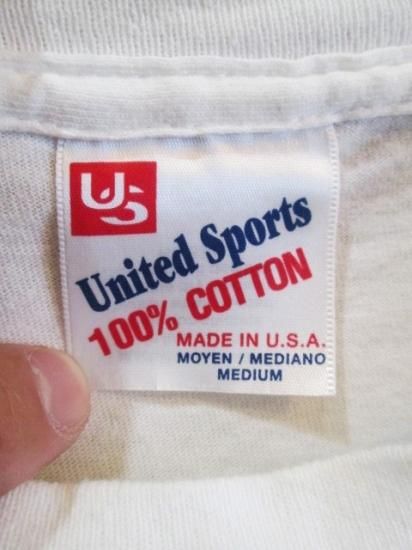 US
United Sports
100% COTTON
MADE IN U.S.A.
MOYEN / MEDIANO
MEDIUM